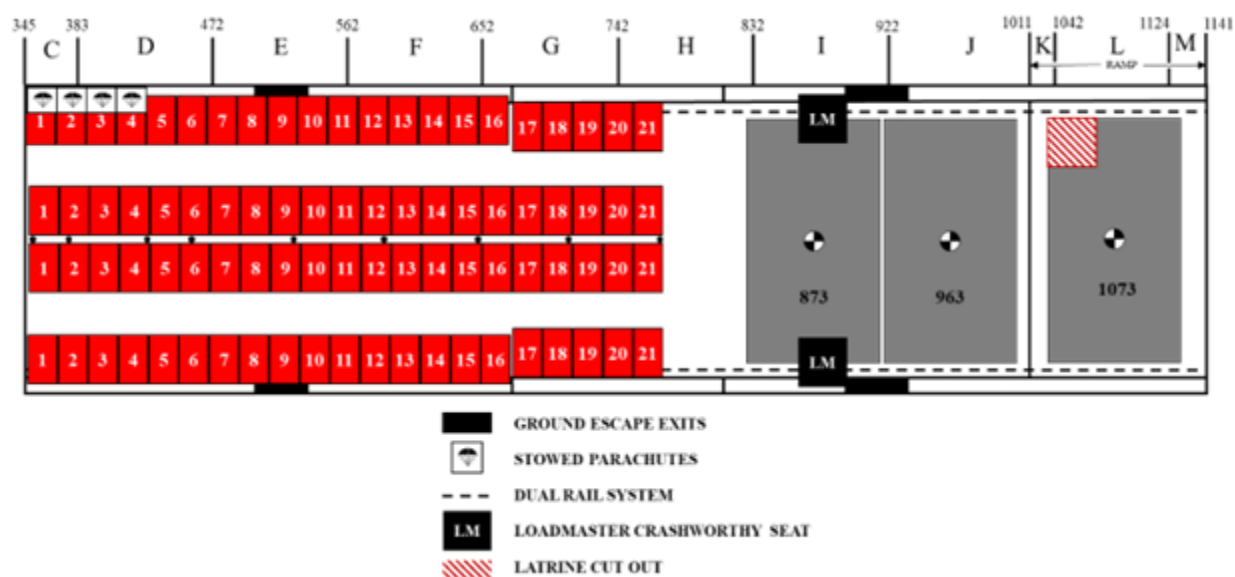 345 383 472 562 652 742 832 922 1011 1042 1124 1141
C D E F G H I J K L M
RAMP
1 2 3 4 5 6 7 8 9 10 11 12 13 14 15 16 17 18 19 20 21 LM
1 2 3 4 5 6 7 8 9 10 11 12 13 14 15 16 17 18 19 20 21
1 2 3 4 5 6 7 8 9 10 11 12 13 14 15 16 17 18 19 20 21
873 963 1073
1 2 3 4 5 6 7 8 9 10 11 12 13 14 15 16 17 18 19 20 21 LM
GROUND ESCAPE EXITS
STOWED PARACHUTES
DUAL RAIL SYSTEM
LM LOADMASTER CRASHWORTHY SEAT
LATRINE CUT OUT